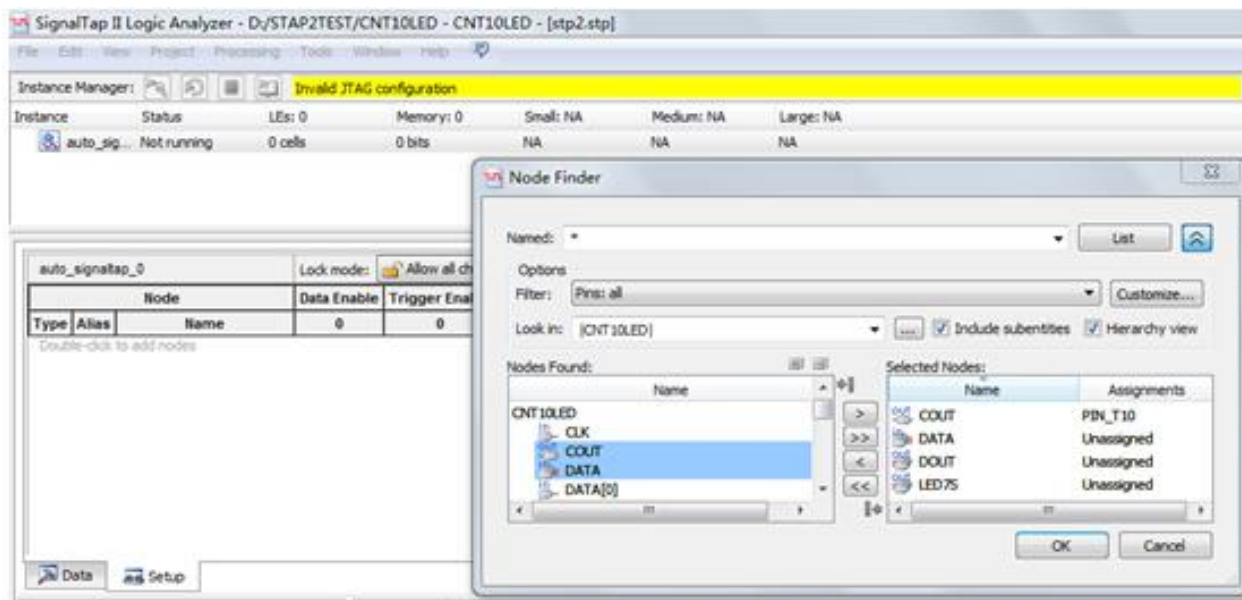 SignalTap II Logic Analyzer - D:/STAP2TEST/CNT10LED - CNT10LED - [stp2.stp]
File Edit View Project Processing Tools Window Help
Instance Manager: Invalid JTAG configuration
Instance Status LEs: 0 Memory: 0 Small: NA Medium: NA Large: NA
auto_sig... Not running 0 cells 0 bits NA NA NA
Node Finder
Named: * List
Options
Filter: Pins: all Customize...
Look in: |CNT10LED| ... Include subentities Hierarchy view
Nodes Found: Selected Nodes:
Name Name Assignments
CNT10LED
CLK COUT PIN_T10
COUT DATA Unassigned
DATA DOUT Unassigned
DATA[0] LED7S Unassigned
> >> < <<
OK Cancel
auto_signaltap_0 Lock mode: Allow all ch
Node Data Enable Trigger Enal
Type Alias Name 0 0
Double-click to add nodes
Data Setup